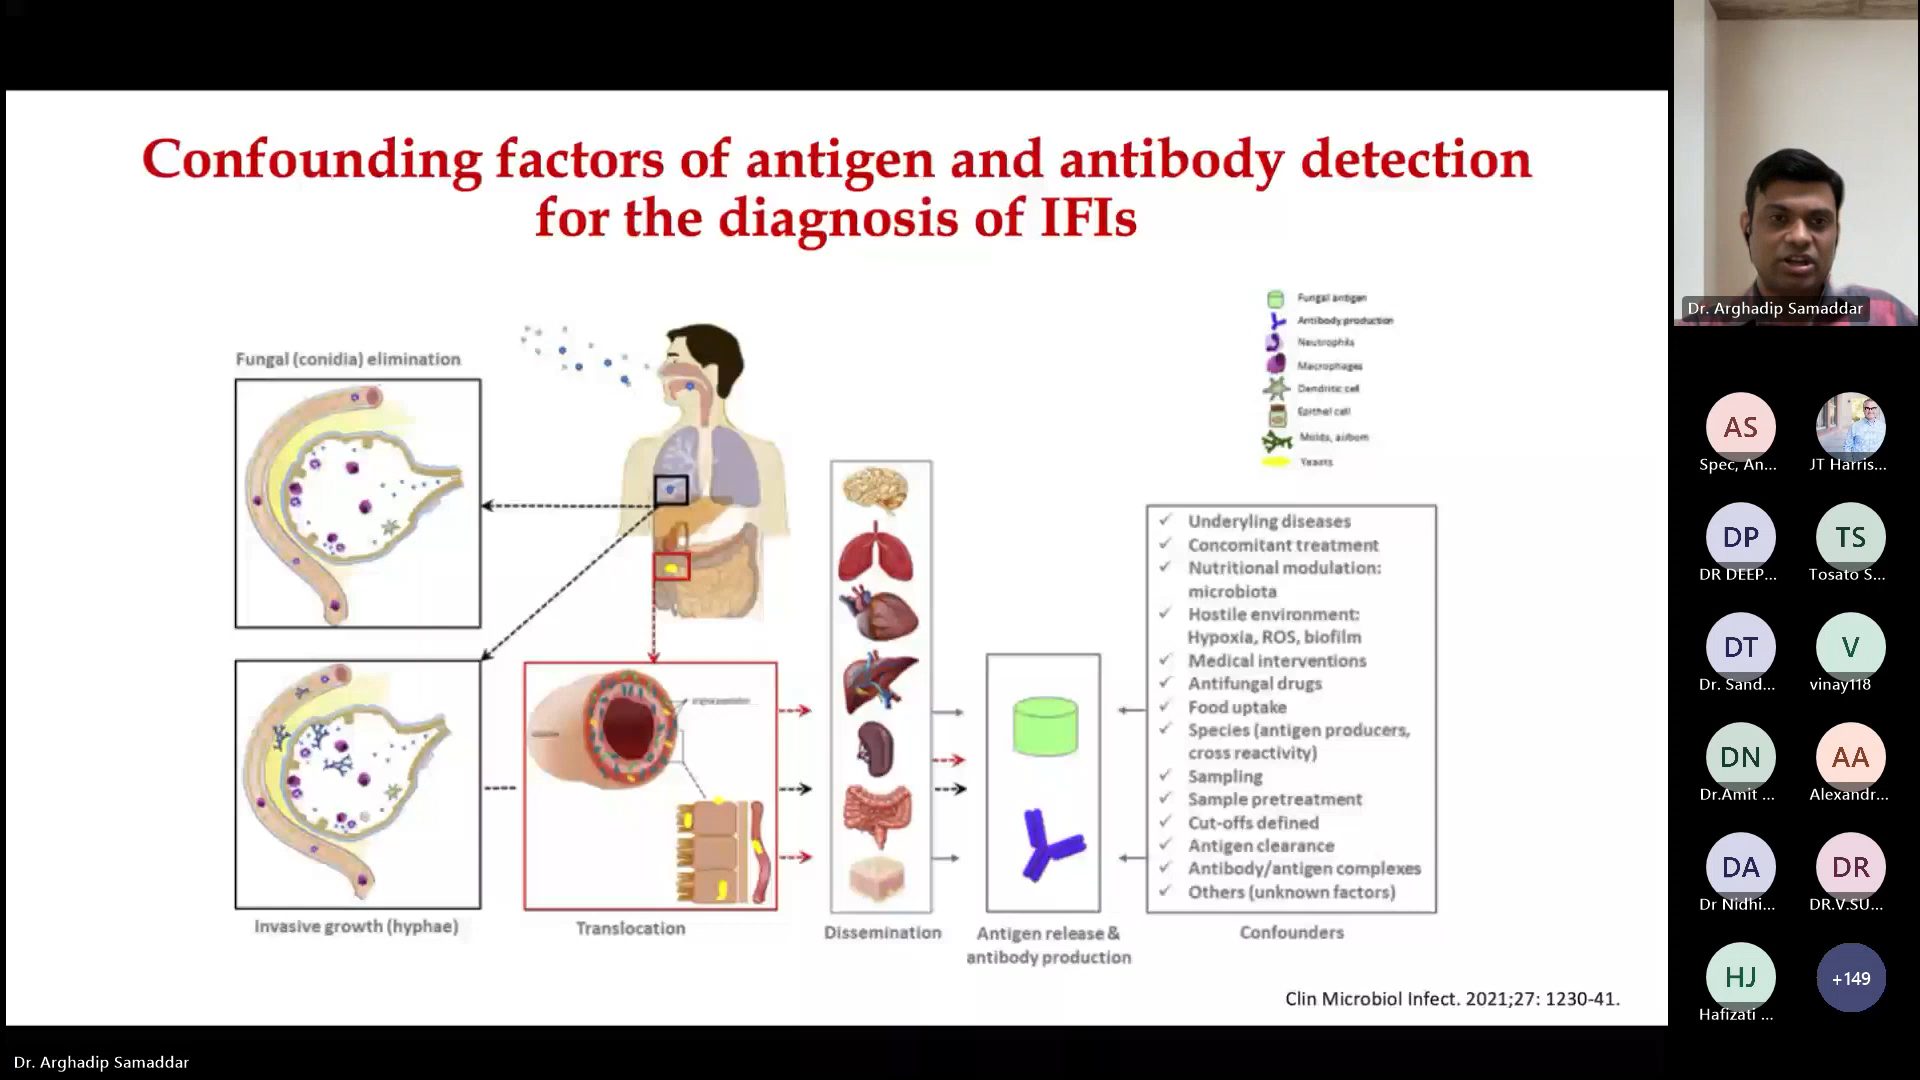 Confounding factors of antigen and antibody detection
for the diagnosis of IFIs
Fungal antigen
Antibody production
Neutrophils
Macrophages
Dendritic cell
Epithel cell
Molds, airborn
Yeasts
Fungal (conidia) elimination
Invasive growth (hyphae)
Translocation
Dissemination
Antigen release &
antibody production
✓ Underyling diseases
✓ Concomitant treatment
✓ Nutritional modulation:
microbiota
✓ Hostile environment:
Hypoxia, ROS, biofilm
✓ Medical interventions
✓ Antifungal drugs
✓ Food uptake
✓ Species (antigen producers,
cross reactivity)
✓ Sampling
✓ Sample pretreatment
✓ Cut-offs defined
✓ Antigen clearance
✓ Antibody/antigen complexes
✓ Others (unknown factors)
Confounders
Clin Microbiol Infect. 2021;27: 1230-41.
Dr. Arghadip Samaddar
Dr. Arghadip Samaddar
AS
Spec, An...
JT Harris...
DP
DR DEEP...
TS
Tosato S...
DT
Dr. Sand...
V
vinay118
DN
Dr.Amit ...
AA
Alexandr...
DA
Dr Nidhi...
DR
DR.V.SU...
HJ
Hafizati ...
+149